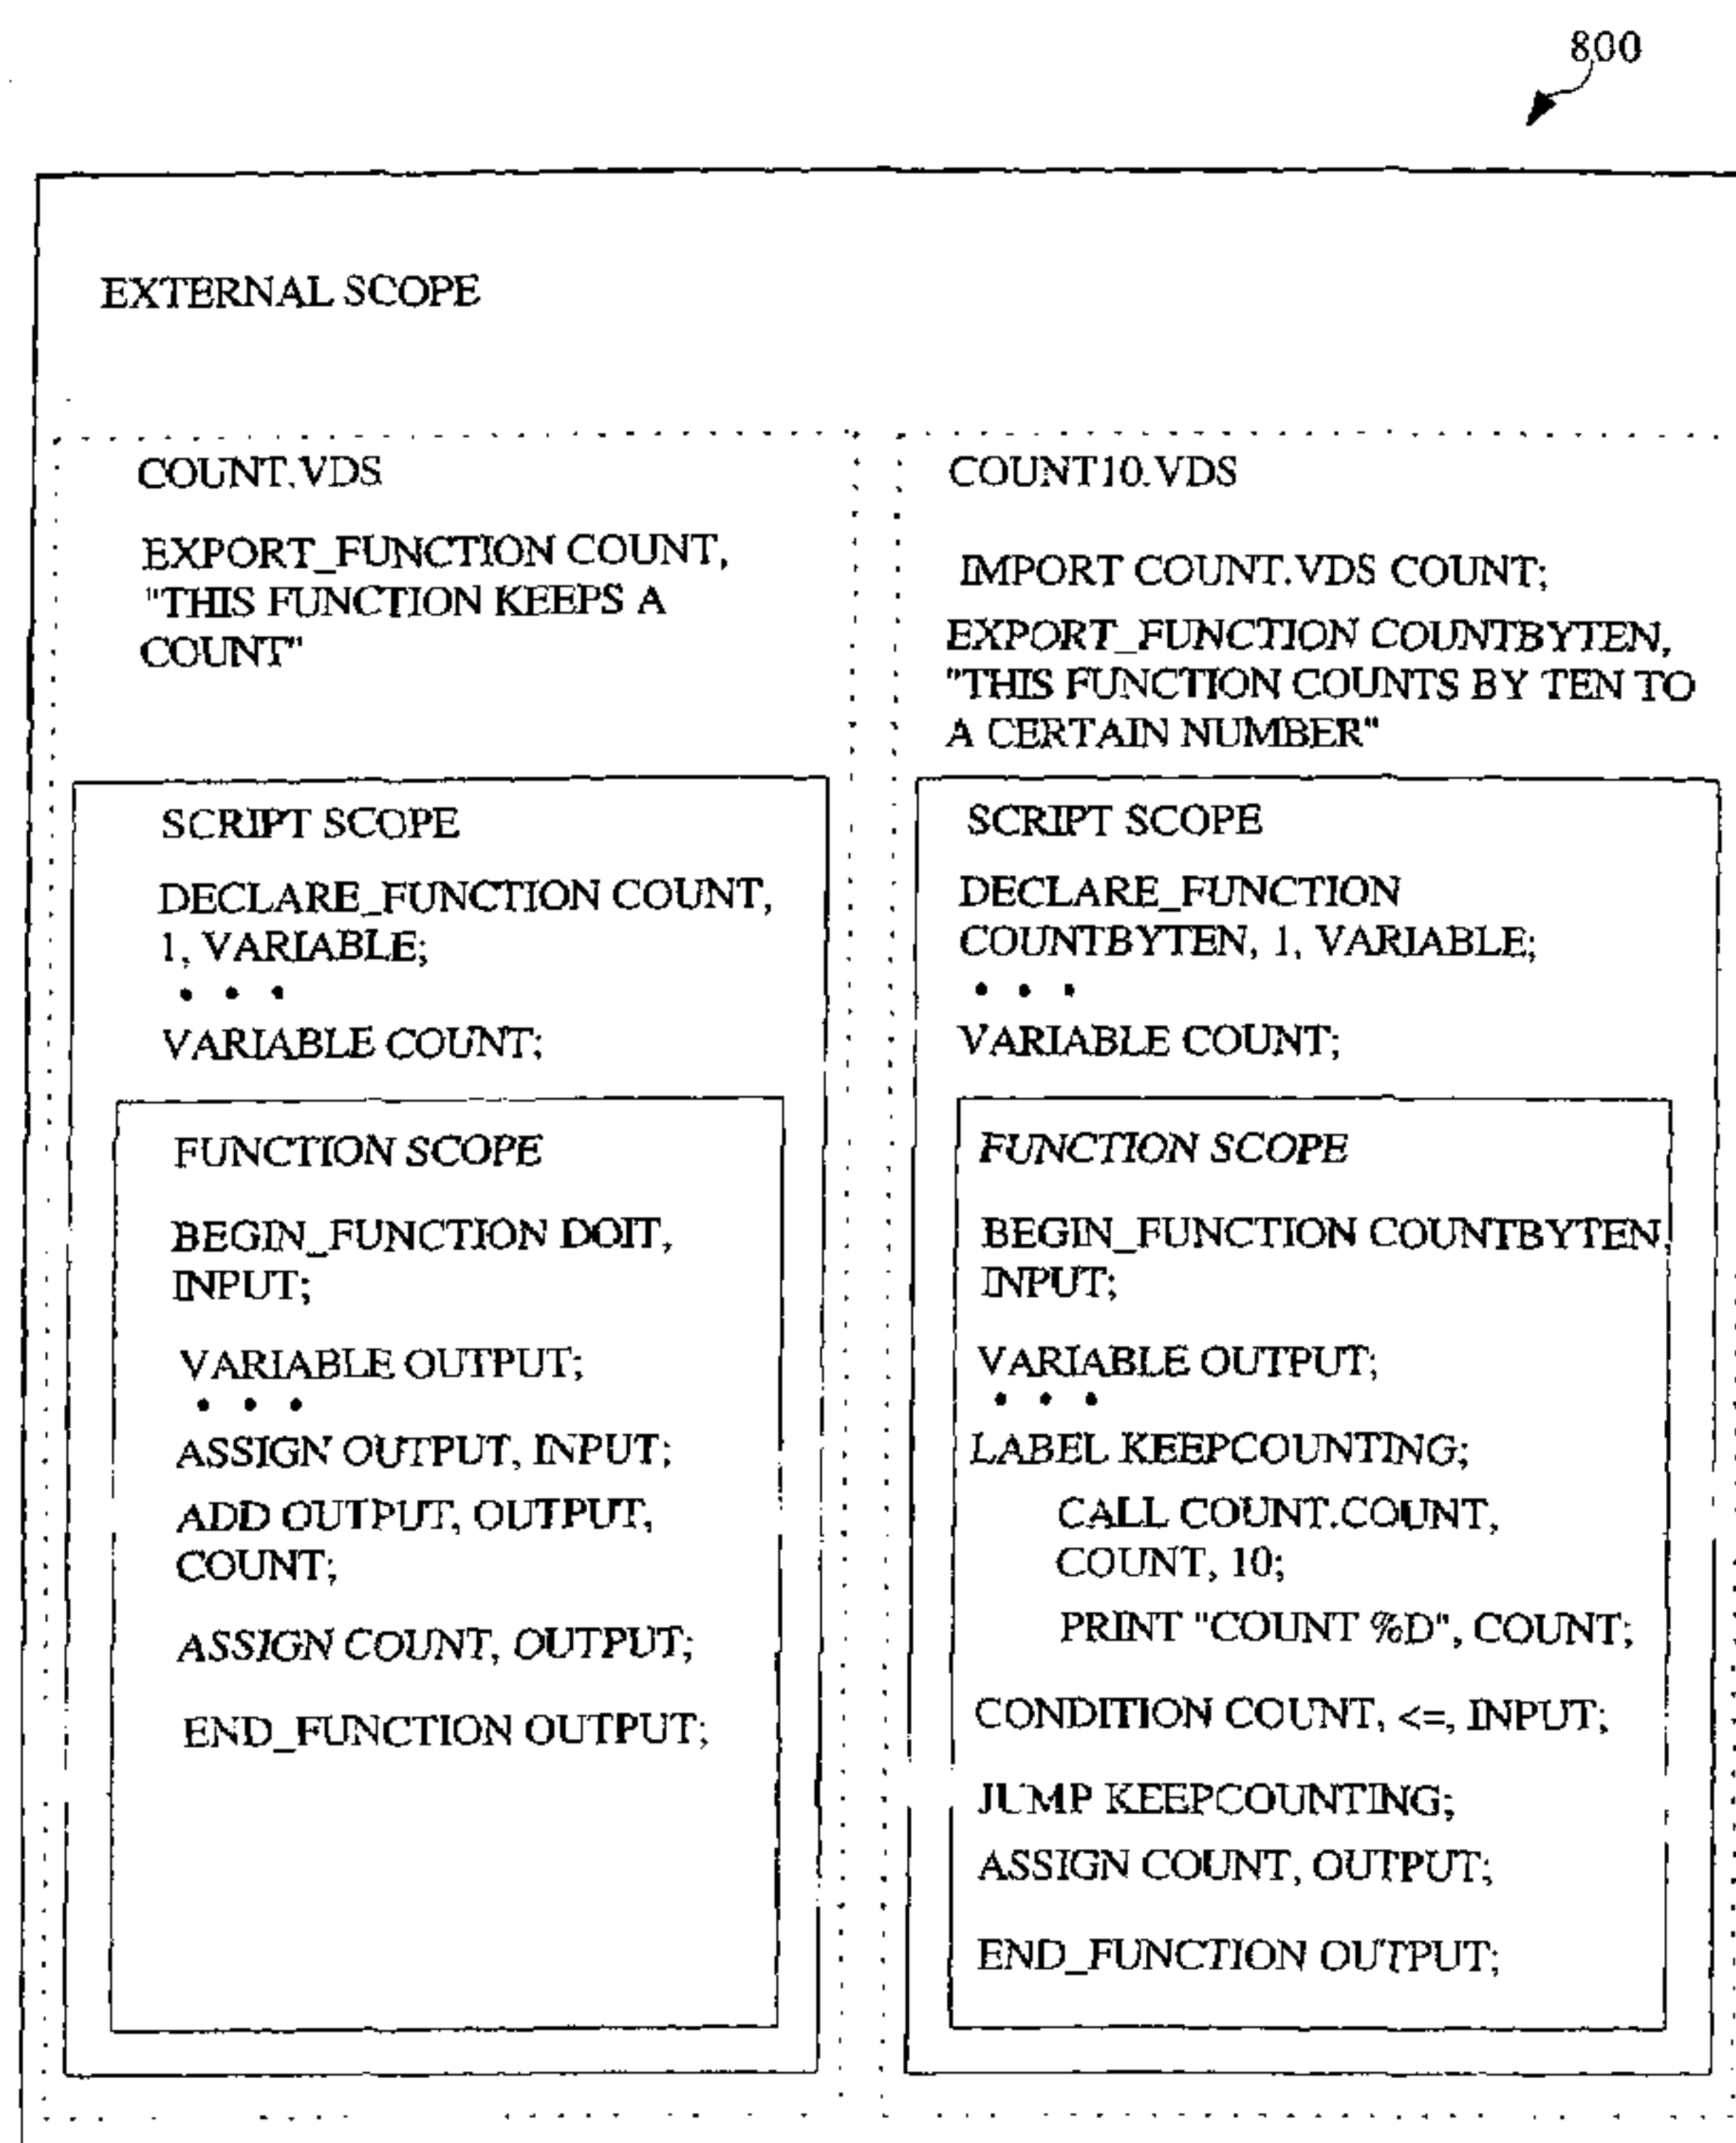 800
EXTERNAL SCOPE
COUNT.VDS
EXPORT_FUNCTION COUNT,
"THIS FUNCTION KEEPS A
COUNT"
SCRIPT SCOPE
DECLARE_FUNCTION COUNT,
1, VARIABLE;
• • •
VARIABLE COUNT;
FUNCTION SCOPE
BEGIN_FUNCTION DOIT,
INPUT;
VARIABLE OUTPUT;
• • •
ASSIGN OUTPUT, INPUT;
ADD OUTPUT, OUTPUT,
COUNT;
ASSIGN COUNT, OUTPUT;
END_FUNCTION OUTPUT;
COUNT10.VDS
IMPORT COUNT.VDS COUNT;
EXPORT_FUNCTION COUNTBYTEN,
"THIS FUNCTION COUNTS BY TEN TO
A CERTAIN NUMBER"
SCRIPT SCOPE
DECLARE_FUNCTION
COUNTBYTEN, 1, VARIABLE;
• • •
VARIABLE COUNT;
FUNCTION SCOPE
BEGIN_FUNCTION COUNTBYTEN,
INPUT;
VARIABLE OUTPUT;
• • •
LABEL KEEPCOUNTING;
CALL COUNT.COUNT,
COUNT, 10;
PRINT "COUNT %D", COUNT;
CONDITION COUNT, <=, INPUT;
JUMP KEEPCOUNTING;
ASSIGN COUNT, OUTPUT;
END_FUNCTION OUTPUT;